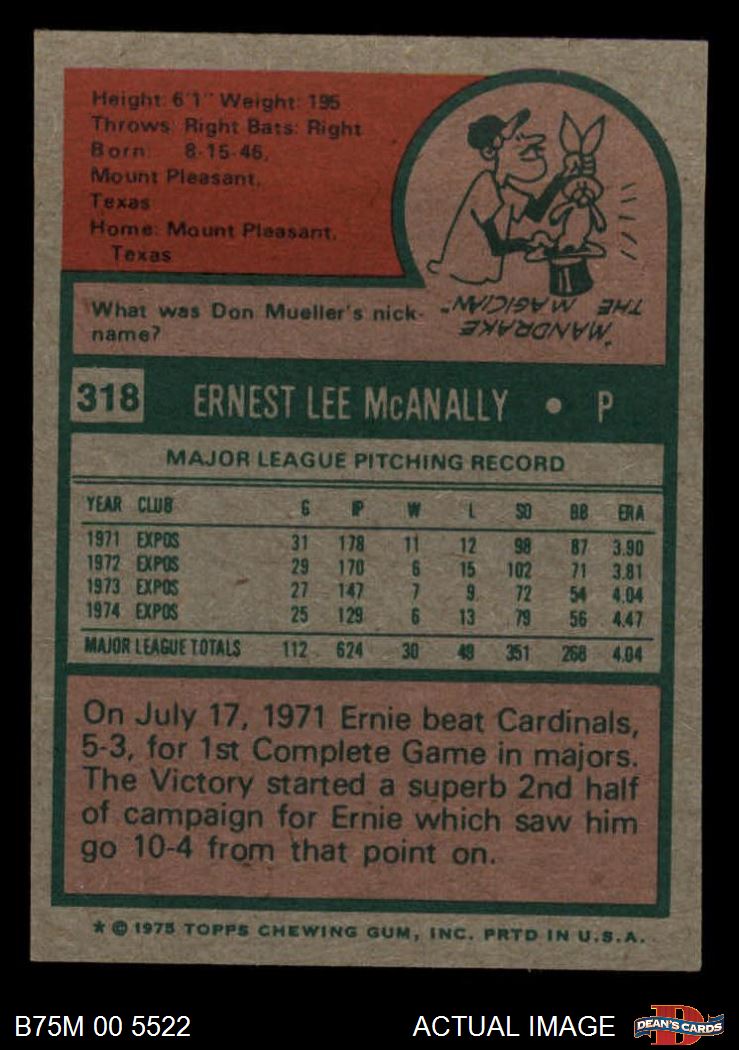 Height: 6'1" Weight: 195
Throws: Right Bats: Right
Born: 8-15-46,
Mount Pleasant,
Texas
Home: Mount Pleasant,
Texas
What was Don Mueller's nick-
name?
"MANDRAKE
THE MAGICIAN"
318 ERNEST LEE McANALLY • P
MAJOR LEAGUE PITCHING RECORD
YEAR CLUB G IP W L SO BB ERA
1971 EXPOS 31 178 11 12 98 87 3.90
1972 EXPOS 29 170 6 15 102 71 3.81
1973 EXPOS 27 147 7 9 72 54 4.04
1974 EXPOS 25 129 6 13 79 56 4.47
MAJOR LEAGUE TOTALS 112 624 30 49 351 268 4.04
On July 17, 1971 Ernie beat Cardinals,
5-3, for 1st Complete Game in majors.
The Victory started a superb 2nd half
of campaign for Ernie which saw him
go 10-4 from that point on.
* © 1975 TOPPS CHEWING GUM, INC. PRTD IN U.S.A.
B75M 00 5522 ACTUAL IMAGE D DEAN'S CARDS